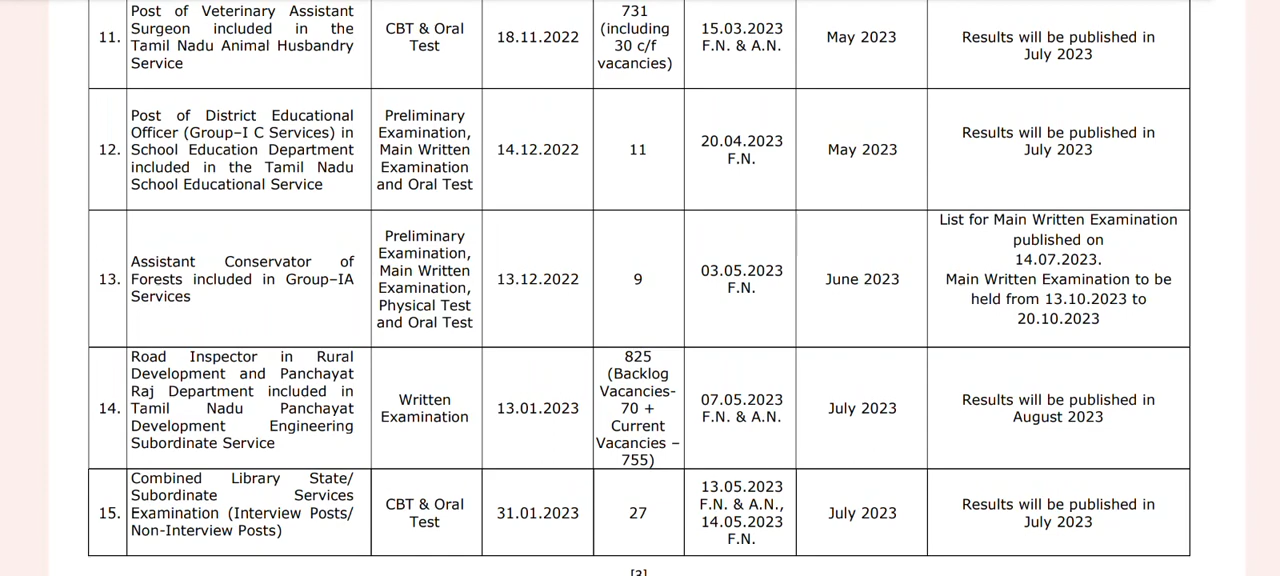 11.
Post of Veterinary Assistant
Surgeon included in the
Tamil Nadu Animal Husbandry
Service
CBT & Oral
Test
18.11.2022
731
(including
30 c/f
vacancies)
15.03.2023
F.N. & A.N.
May 2023
Results will be published in
July 2023
12.
Post of District Educational
Officer (Group–I C Services) in
School Education Department
included in the Tamil Nadu
School Educational Service
Preliminary
Examination,
Main Written
Examination
and Oral Test
14.12.2022
11
20.04.2023
F.N.
May 2023
Results will be published in
July 2023
13.
Assistant Conservator of
Forests included in Group–IA
Services
Preliminary
Examination,
Main Written
Examination,
Physical Test
and Oral Test
13.12.2022
9
03.05.2023
F.N.
June 2023
List for Main Written Examination
published on
14.07.2023.
Main Written Examination to be
held from 13.10.2023 to
20.10.2023
14.
Road Inspector in Rural
Development and Panchayat
Raj Department included in
Tamil Nadu Panchayat
Development Engineering
Subordinate Service
Written
Examination
13.01.2023
825
(Backlog
Vacancies-
70 +
Current
Vacancies –
755)
07.05.2023
F.N. & A.N.
July 2023
Results will be published in
August 2023
15.
Combined Library State/
Subordinate Services
Examination (Interview Posts/
Non-Interview Posts)
CBT & Oral
Test
31.01.2023
27
13.05.2023
F.N. & A.N.,
14.05.2023
F.N.
July 2023
Results will be published in
July 2023